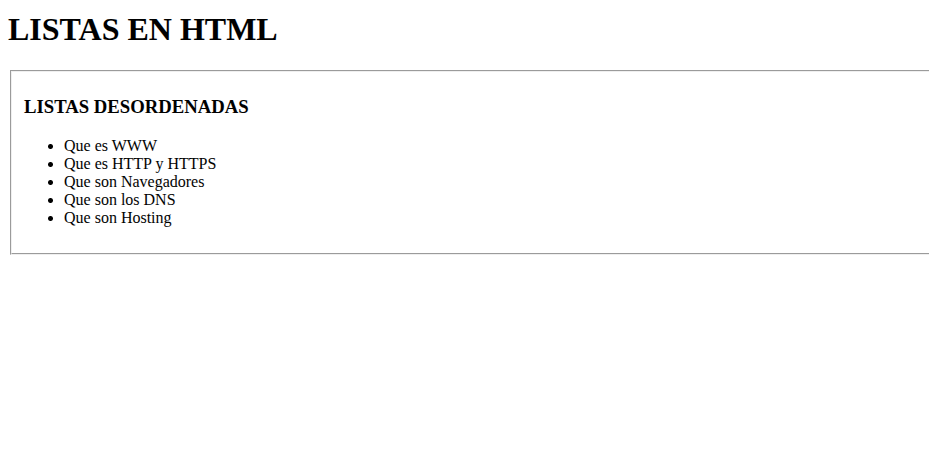 LISTAS EN HTML
LISTAS DESORDENADAS
Que es WWW
Que es HTTP y HTTPS
Que son Navegadores
Que son los DNS
Que son Hosting